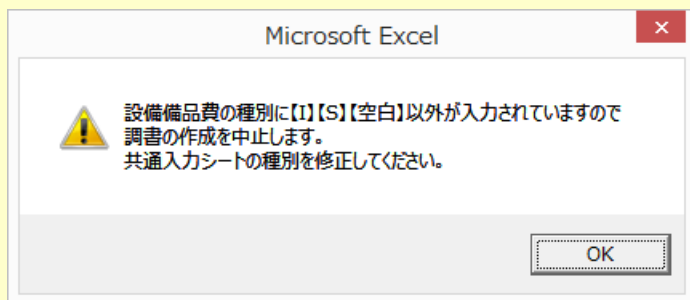 Microsoft Excel
×
設備備品費の種別に【I】【S】【空白】以外が入力されていますので
調書の作成を中止します。
共通入力シートの種別を修正してください。
OK